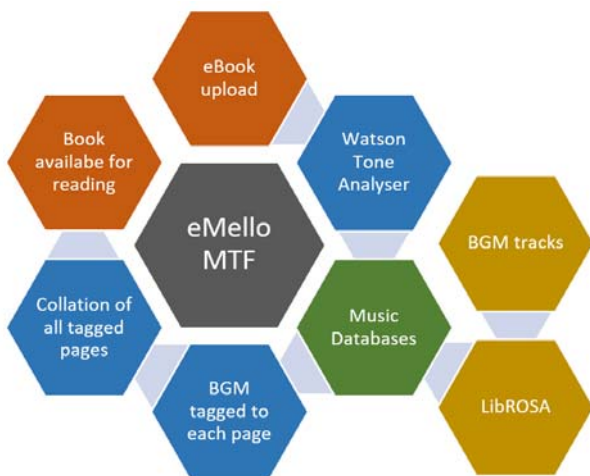 eBook
upload
Book
availabe for
reading
Watson
Tone
Analyser
eMello
MTF
BGM tracks
Collation of
all tagged
pages
Music
Databases
BGM
tagged to
each page
LibROSA